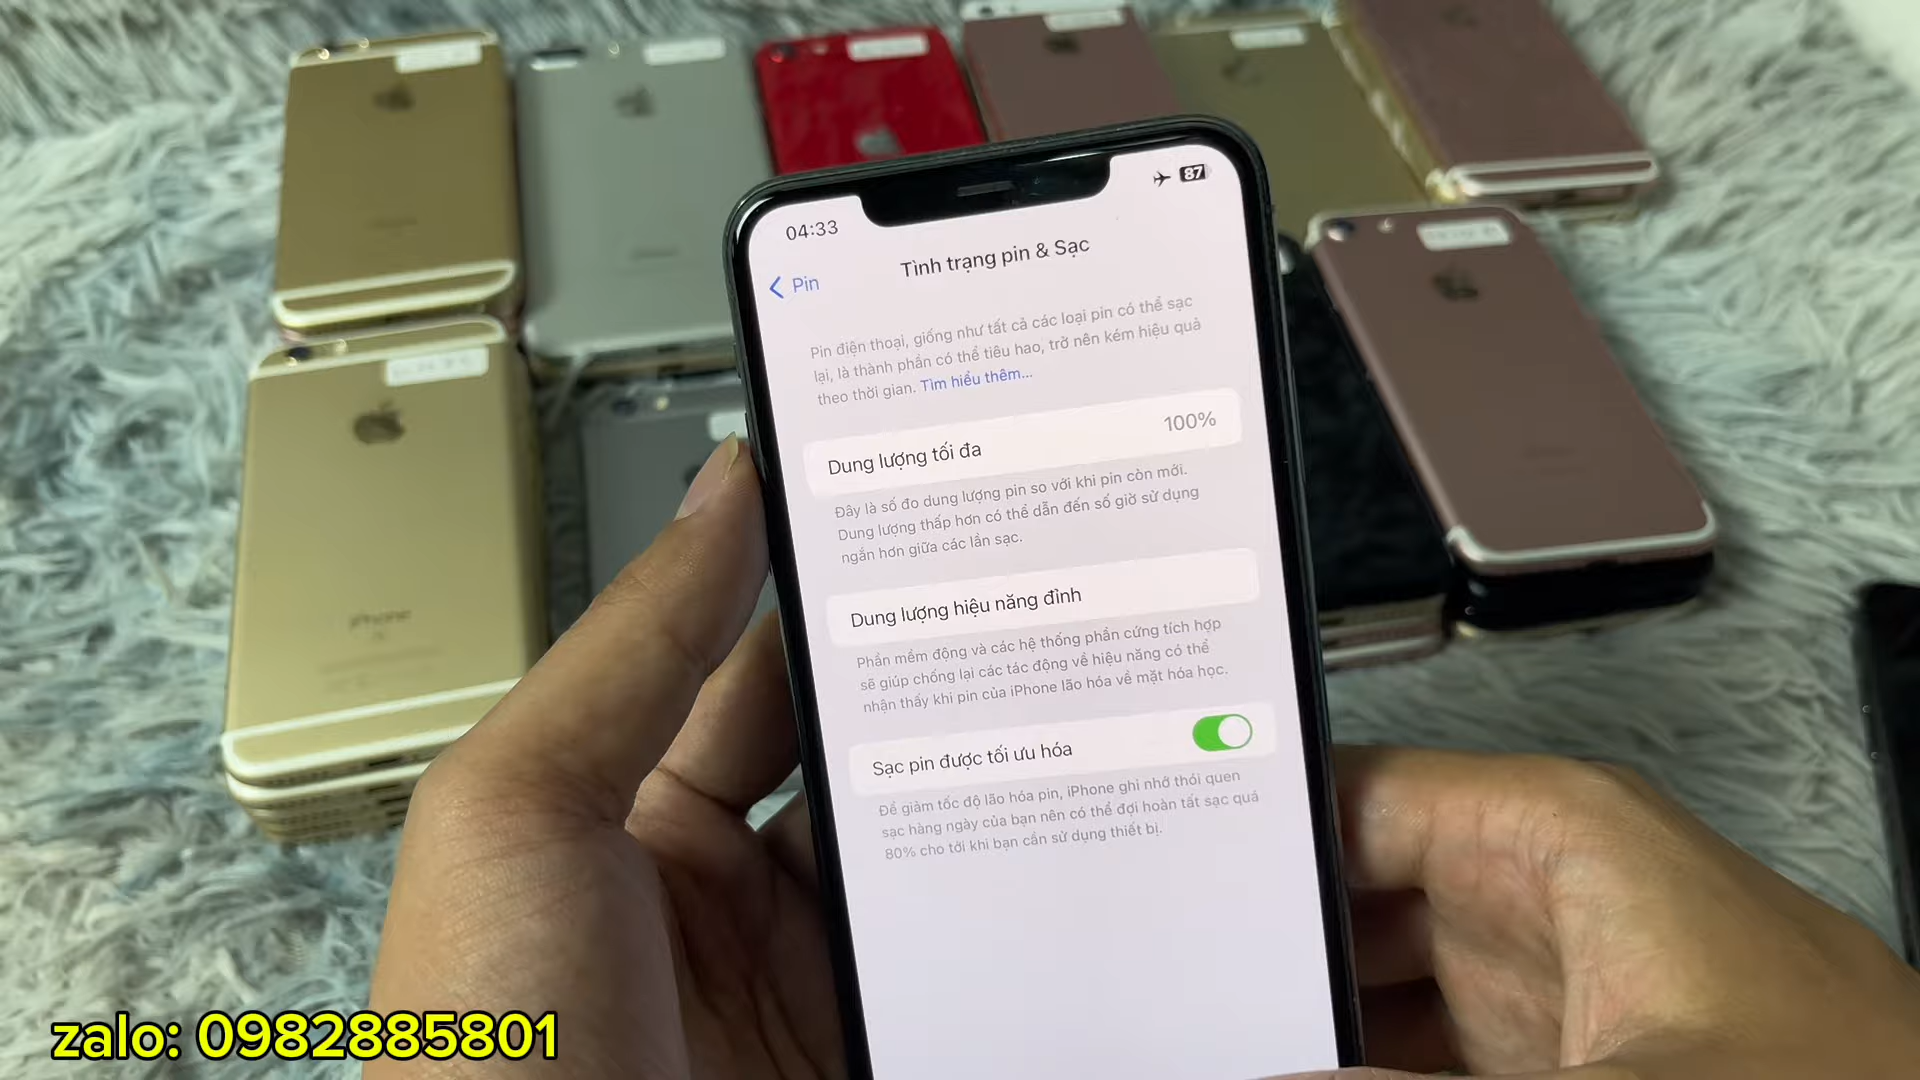 04:33
87
Pin
Tình trạng pin & Sạc
Pin điện thoại, giống như tất cả các loại pin có thể sạc
lại, là thành phần có thể tiêu hao, trở nên kém hiệu quả
theo thời gian. Tìm hiểu thêm...
Dung lượng tối đa 100%
Đây là số đo dung lượng pin so với khi pin còn mới.
Dung lượng thấp hơn có thể dẫn đến số giờ sử dụng
ngắn hơn giữa các lần sạc.
Dung lượng hiệu năng đỉnh
Phần mềm động và các hệ thống phần cứng tích hợp
sẽ giúp chống lại các tác động về hiệu năng có thể
nhận thấy khi pin của iPhone lão hóa về mặt hóa học.
Sạc pin được tối ưu hóa
Để giảm tốc độ lão hóa pin, iPhone ghi nhớ thói quen
sạc hàng ngày của bạn nên có thể đợi hoàn tất sạc quá
80% cho tới khi bạn cần sử dụng thiết bị.
iPhone
zalo: 0982885801